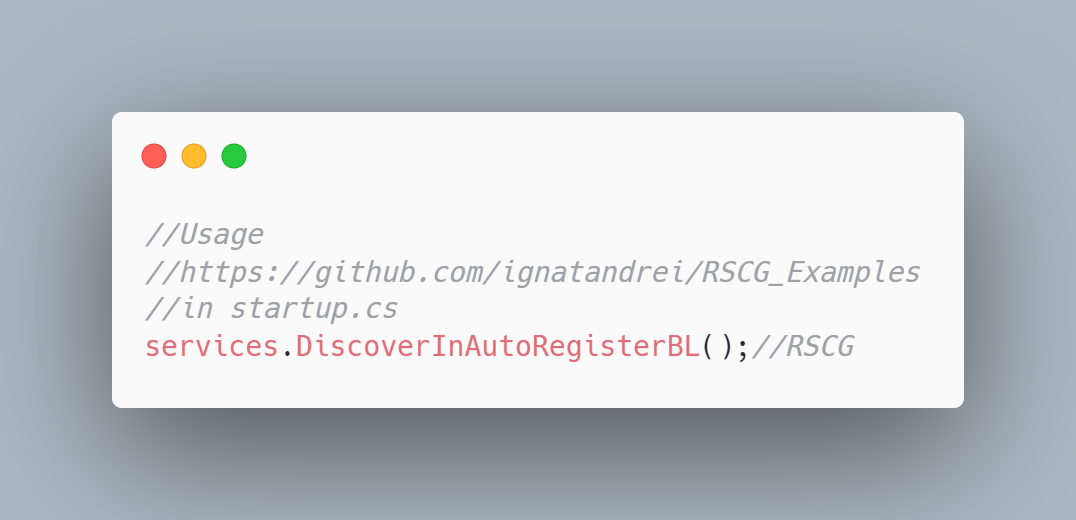 //Usage
//https://github.com/ignatandrei/RSCG_Examples
//in startup.cs
services.DiscoverInAutoRegisterBL();//RSCG